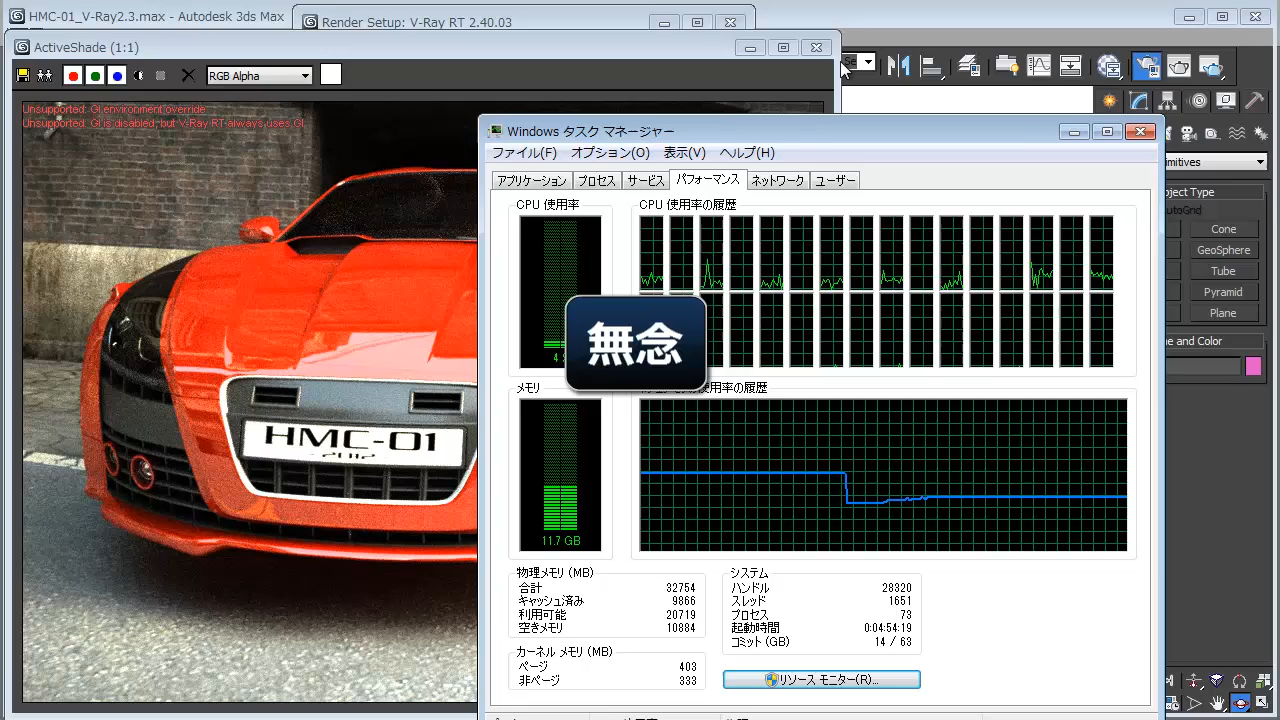 HMC-01_V-Ray2.3.max - Autodesk 3ds Max
Render Setup: V-Ray RT 2.40.03
ActiveShade (1:1)
RGB Alpha
Unsupported: GI environment override
Unsupported: GI is disabled, but V-Ray RT always uses GI
HMC-01
-2012-
Windows タスク マネージャー
ファイル(F) オプション(O) 表示(V) ヘルプ(H)
アプリケーション プロセス サービス パフォーマンス ネットワーク ユーザー
CPU 使用率
CPU 使用率の履歴
無念
メモリ
使用率の履歴
11.7 GB
物理メモリ (MB)
合計 32754
キャッシュ済み 9866
利用可能 20719
空きメモリ 10884
カーネル メモリ (MB)
ページ 403
非ページ 333
システム
ハンドル 28320
スレッド 1651
プロセス 73
起動時間 0:04:54:19
コミット (GB) 14 / 63
リソース モニター(R)...
mitives
ject Type
utoGrid
Cone
GeoSphere
Tube
Pyramid
Plane
me and Color